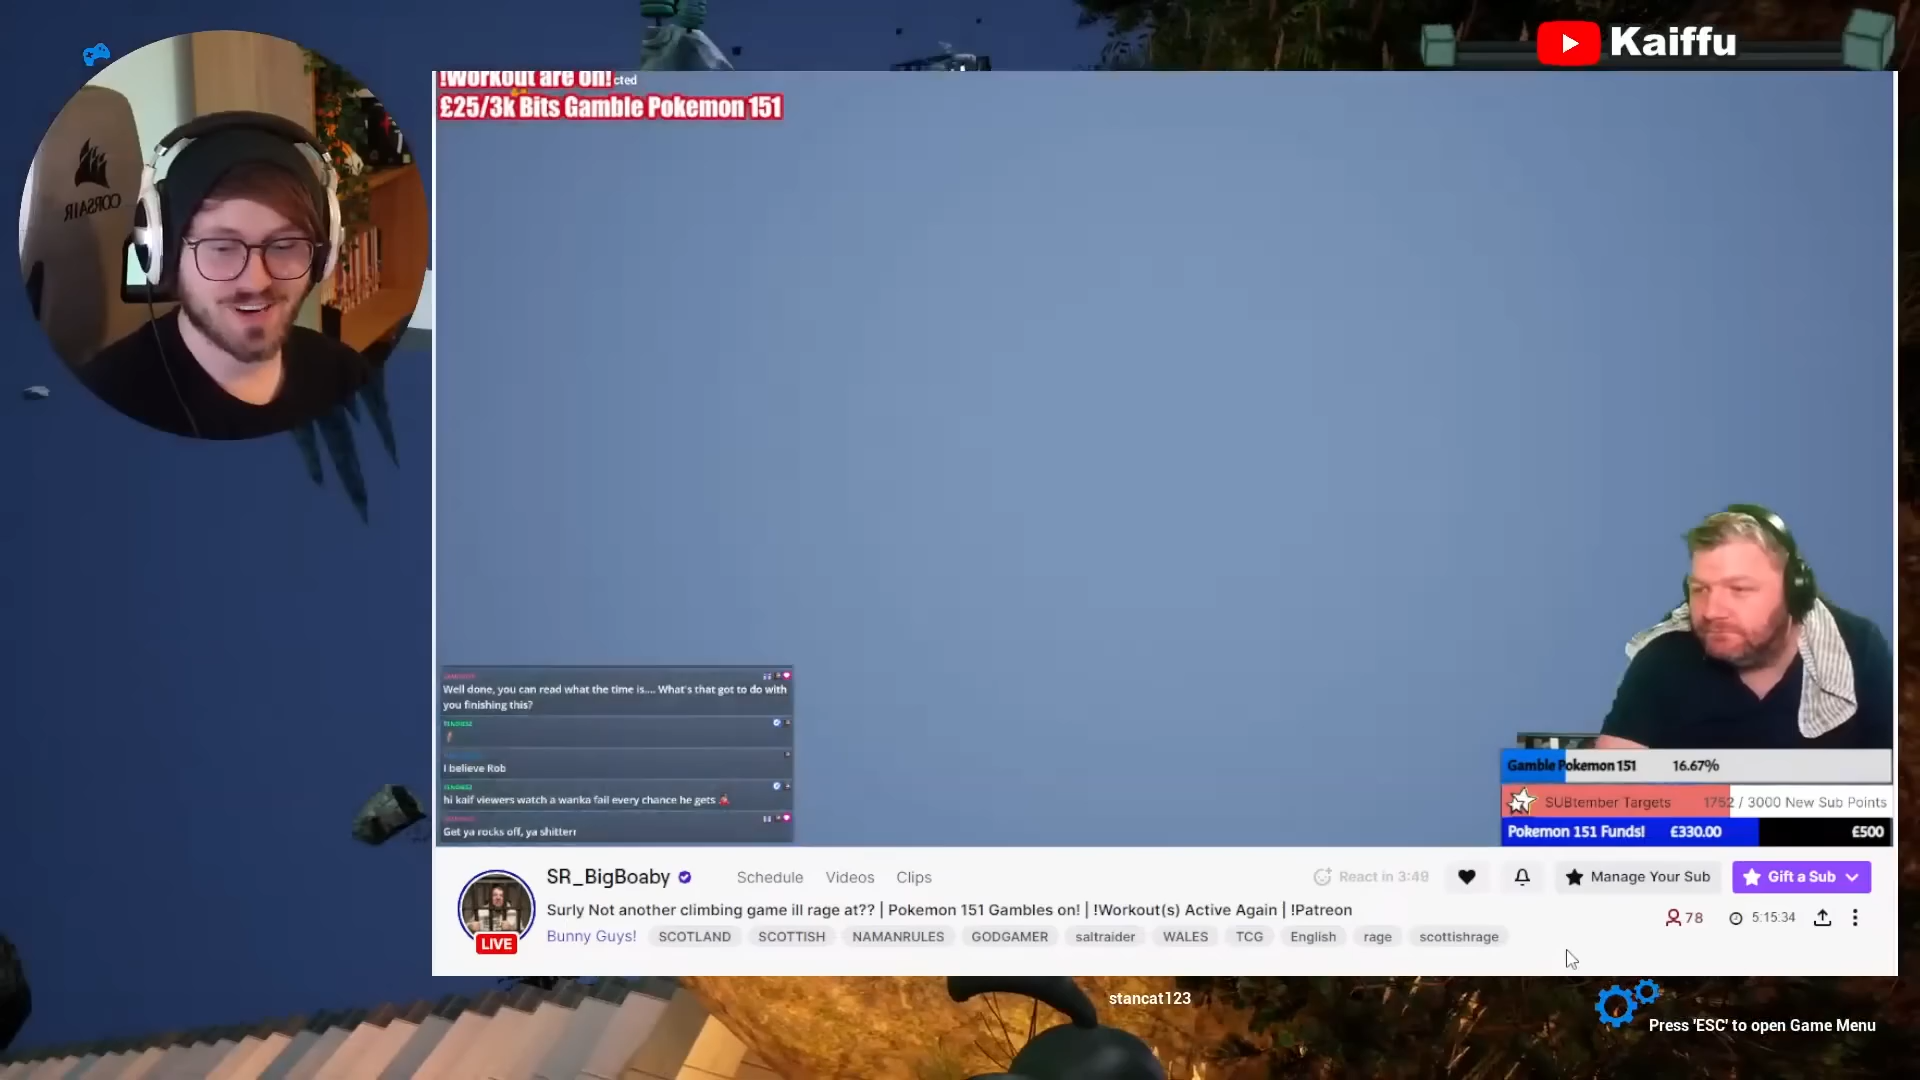 Kaiffu
CORSAIR
!Workout are on! cted
£25/3k Bits Gamble Pokemon 151
Well done, you can read what the time is.... What's that got to do with
you finishing this?
I believe Rob
hi kaif viewers watch a wanka fail every chance he gets
Get ya rocks off, ya shitterr
Gamble Pokemon 151 16.67%
SUBtember Targets 1752 / 3000 New Sub Points
Pokemon 151 Funds! £330.00 £500
SR_BigBoaby Schedule Videos Clips React in 3:49 Manage Your Sub Gift a Sub
Surly Not another climbing game ill rage at?? | Pokemon 151 Gambles on! | !Workout(s) Active Again | !Patreon
78 5:15:34
Bunny Guys! SCOTLAND SCOTTISH NAMANRULES GODGAMER saltraider WALES TCG English rage scottishrage
LIVE
stancat123
Press 'ESC' to open Game Menu